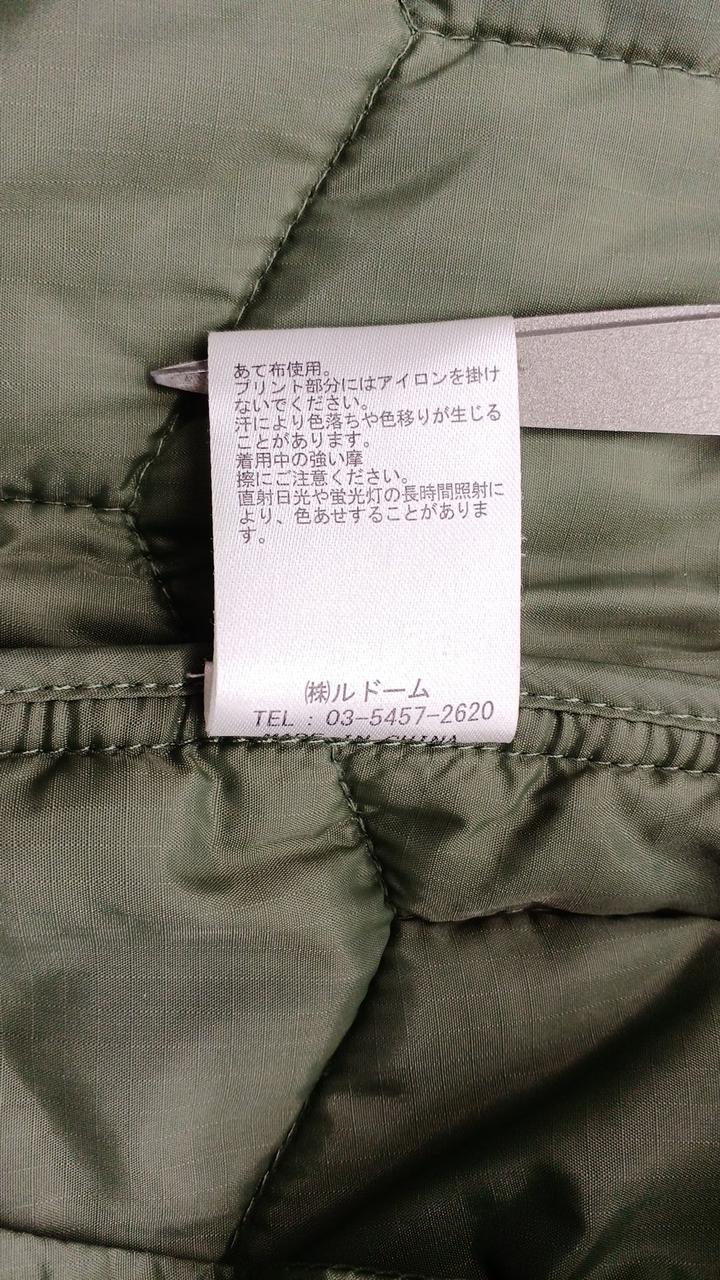 あて布使用。
プリント部分にはアイロンを掛け
ないでください。
汗により色落ちや色移りが生じる
ことがあります。
着用中の強い摩
擦にご注意ください。
直射日光や蛍光灯の長時間照射に
より、色あせすることがありま
す。
㈱ルドーム
TEL : 03-5457-2620
MADE IN CHINA